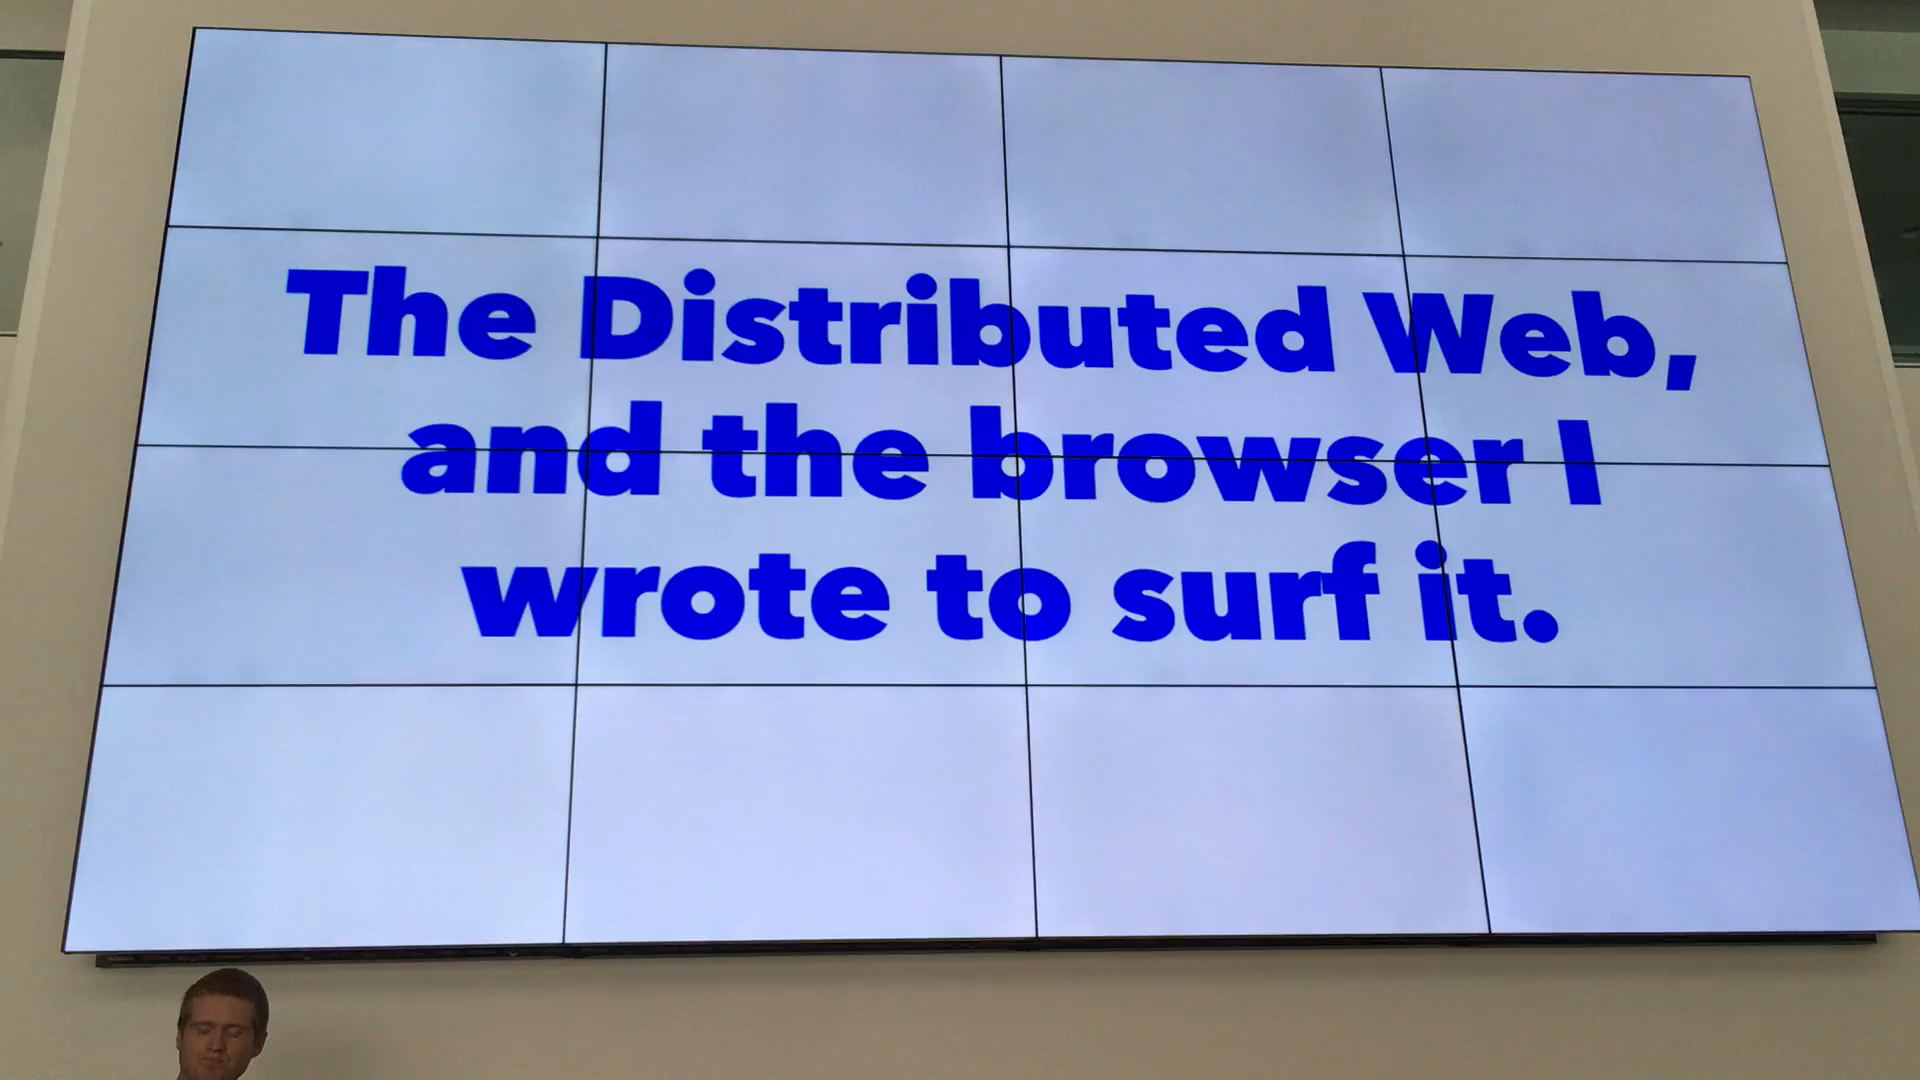 The Distributed Web,
and the browser I
wrote to surf it.